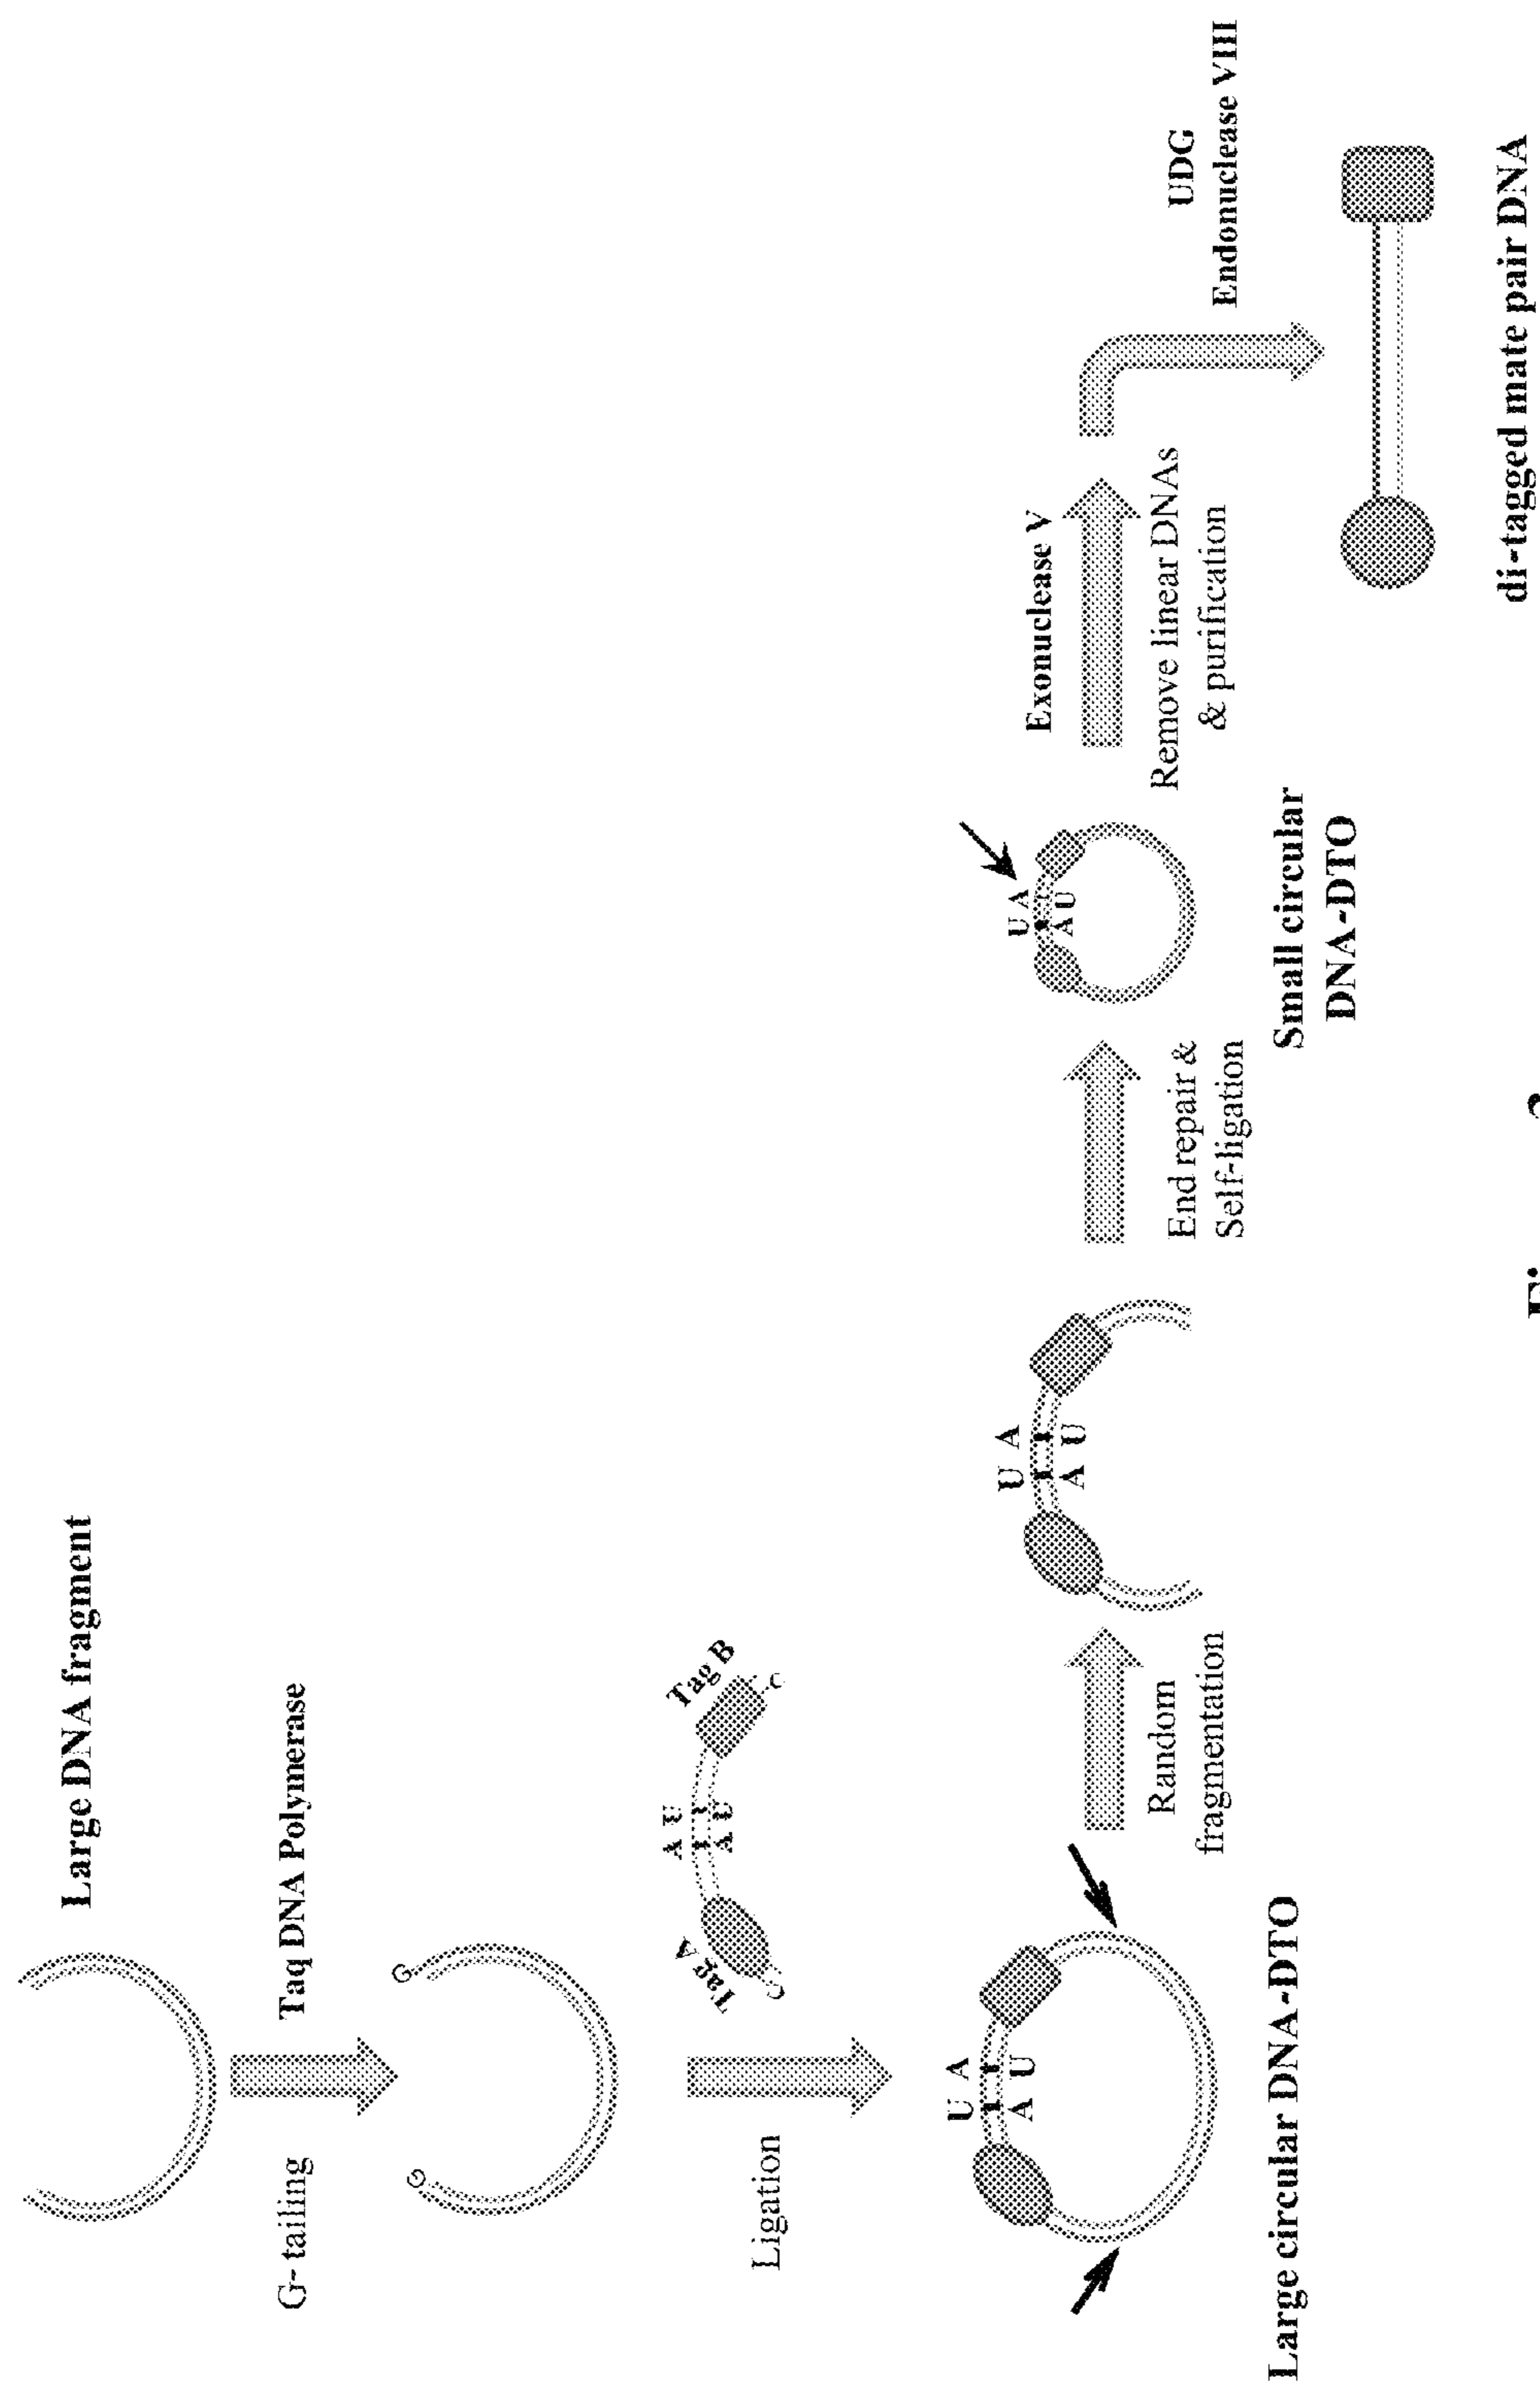 Large DNA fragment
G- tailing
Taq DNA Polymerase
G
G
Ligation
Tag A
Tag B
A U
A U
C
C
U A
A U
Large circular DNA-DTO
Random
fragmentation
U A
A U
End repair &
Self-ligation
U A
A U
Small circular
DNA-DTO
Exonuclease V
Remove linear DNAs
& purification
UDG
Endonuclease VIII
di-tagged mate pair DNA